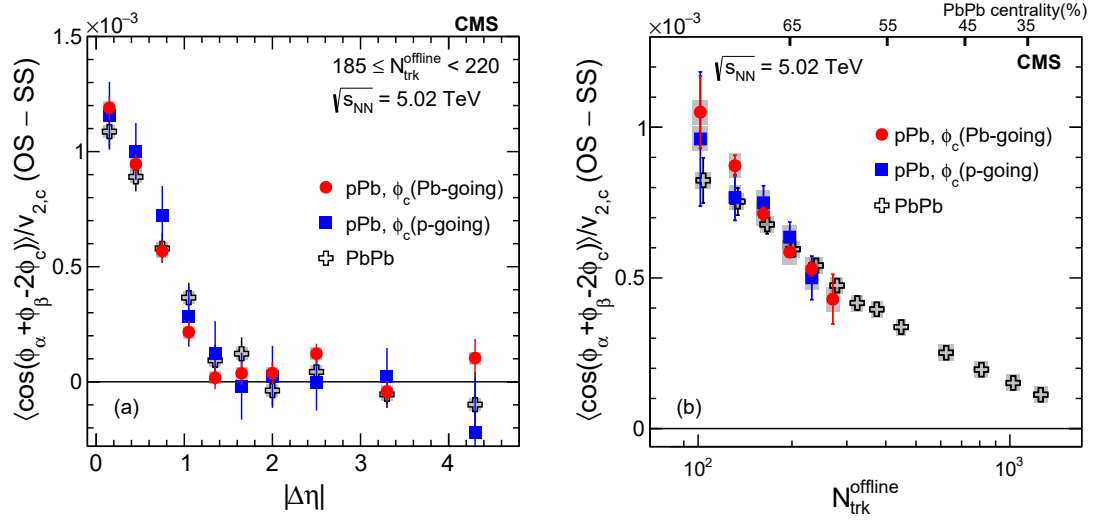 ×10⁻³
CMS
185 ≤ N_trk^offline < 220
√s_NN = 5.02 TeV
pPb, ϕ_c(Pb-going)
pPb, ϕ_c(p-going)
PbPb
⟨cos(ϕ_α+ϕ_β-2ϕ_c)⟩/v_2,c (OS − SS)
1.5
1
0.5
0
(a)
0 1 2 3 4
|Δη|
PbPb centrality(%)
65 55 45 35
×10⁻³
√s_NN = 5.02 TeV
CMS
pPb, ϕ_c(Pb-going)
pPb, ϕ_c(p-going)
PbPb
⟨cos(ϕ_α+ϕ_β-2ϕ_c)⟩/v_2,c (OS − SS)
1
0.5
0
(b)
10² 10³
N_trk^offline